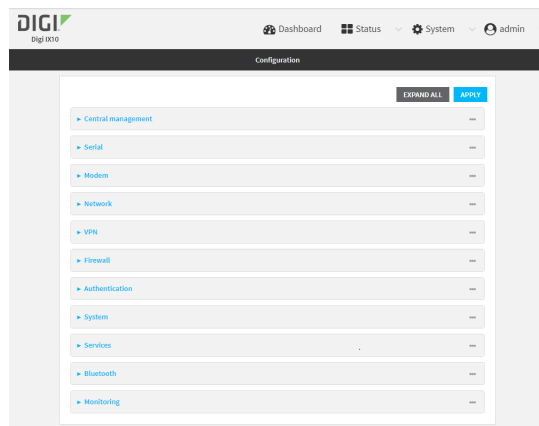 DIGI
Digi IX10
Dashboard Status System admin
Configuration
EXPAND ALL APPLY
Central management
Serial
Modem
Network
VPN
Firewall
Authentication
System
Services
Bluetooth
Monitoring